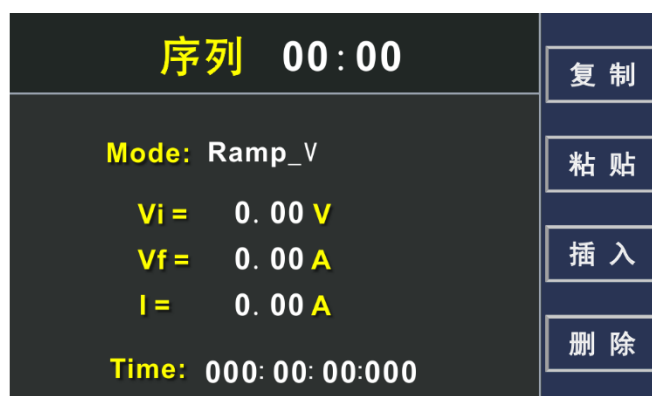 序列 00:00
Mode: Ramp_V
Vi = 0.00 V
Vf = 0.00 A
I = 0.00 A
Time: 000: 00: 00:000
复制
粘贴
插入
删除